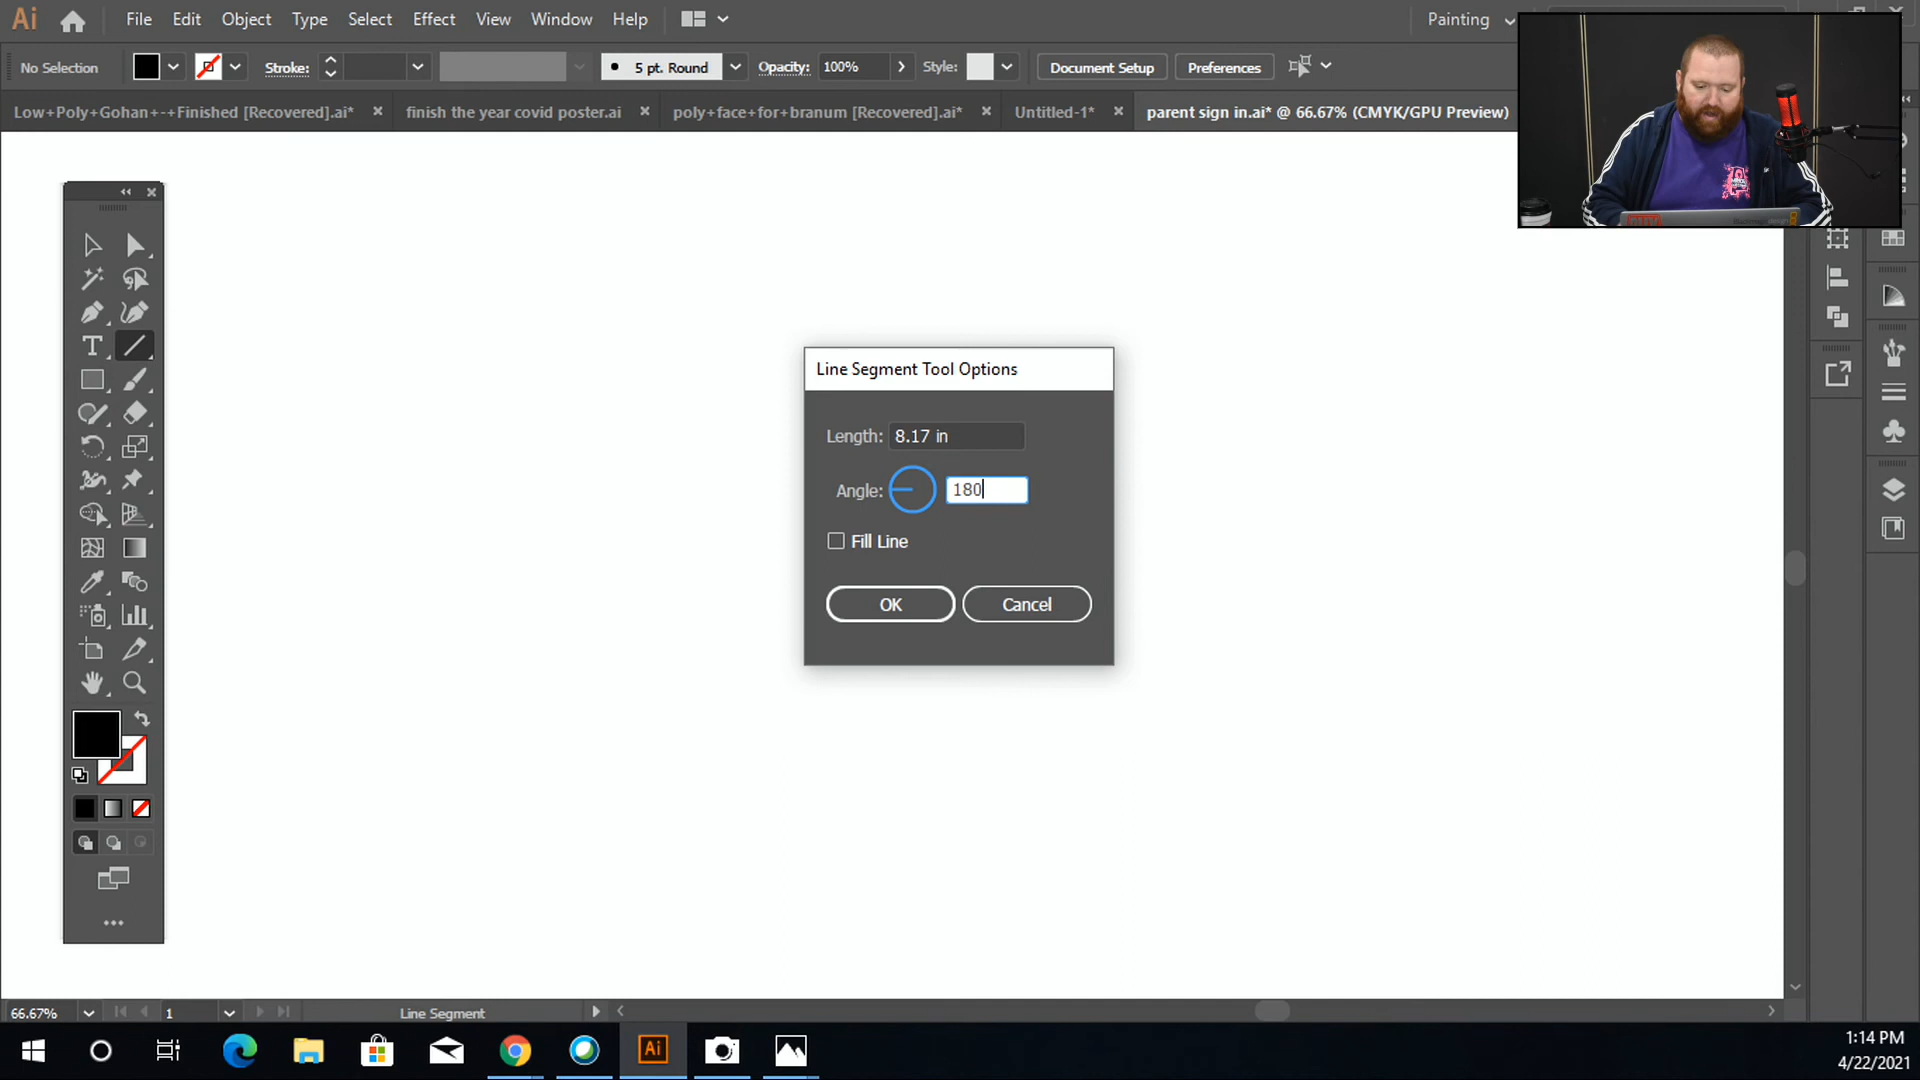 Ai File Edit Object Type Select Effect View Window Help Painting
No Selection Stroke: 5 pt. Round Opacity: 100% Style: Document Setup Preferences
Low+Poly+Gohan+-+Finished [Recovered].ai* finish the year covid poster.ai poly+face+for+branum [Recovered].ai* Untitled-1* parent sign in.ai* @ 66.67% (CMYK/GPU Preview)
Line Segment Tool Options
Length: 8.17 in
Angle: 180
Fill Line
OK Cancel
66.67% 1 Line Segment
Ai
1:14 PM
4/22/2021